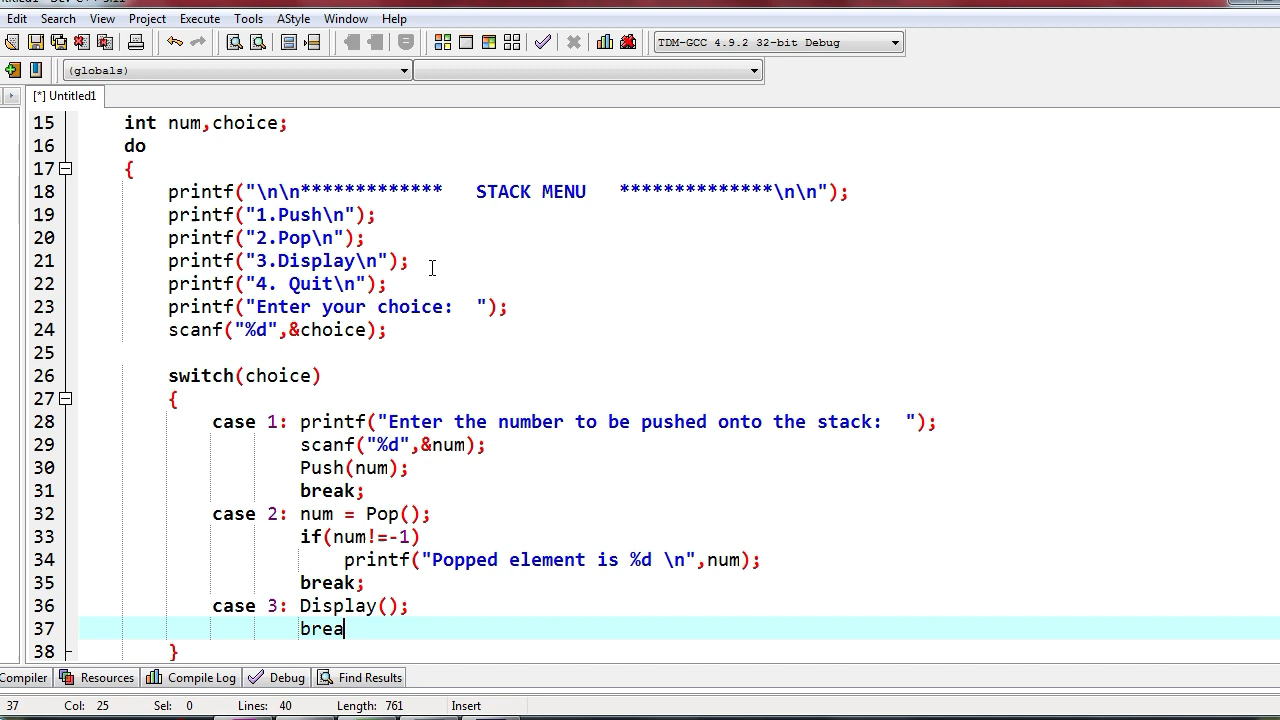 Edit Search View Project Execute Tools AStyle Window Help
TDM-GCC 4.9.2 32-bit Debug
(globals)
[*] Untitled1
15 int num,choice;
16 do
17 {
18 printf("\n\n************* STACK MENU **************\n\n");
19 printf("1.Push\n");
20 printf("2.Pop\n");
21 printf("3.Display\n");
22 printf("4. Quit\n");
23 printf("Enter your choice:  ");
24 scanf("%d",&choice);
25
26 switch(choice)
27 {
28 case 1: printf("Enter the number to be pushed onto the stack:  ");
29 scanf("%d",&num);
30 Push(num);
31 break;
32 case 2: num = Pop();
33 if(num!=-1)
34 printf("Popped element is %d \n",num);
35 break;
36 case 3: Display();
37 brea
38 }
Compiler Resources Compile Log Debug Find Results
37 Col: 25 Sel: 0 Lines: 40 Length: 761 Insert